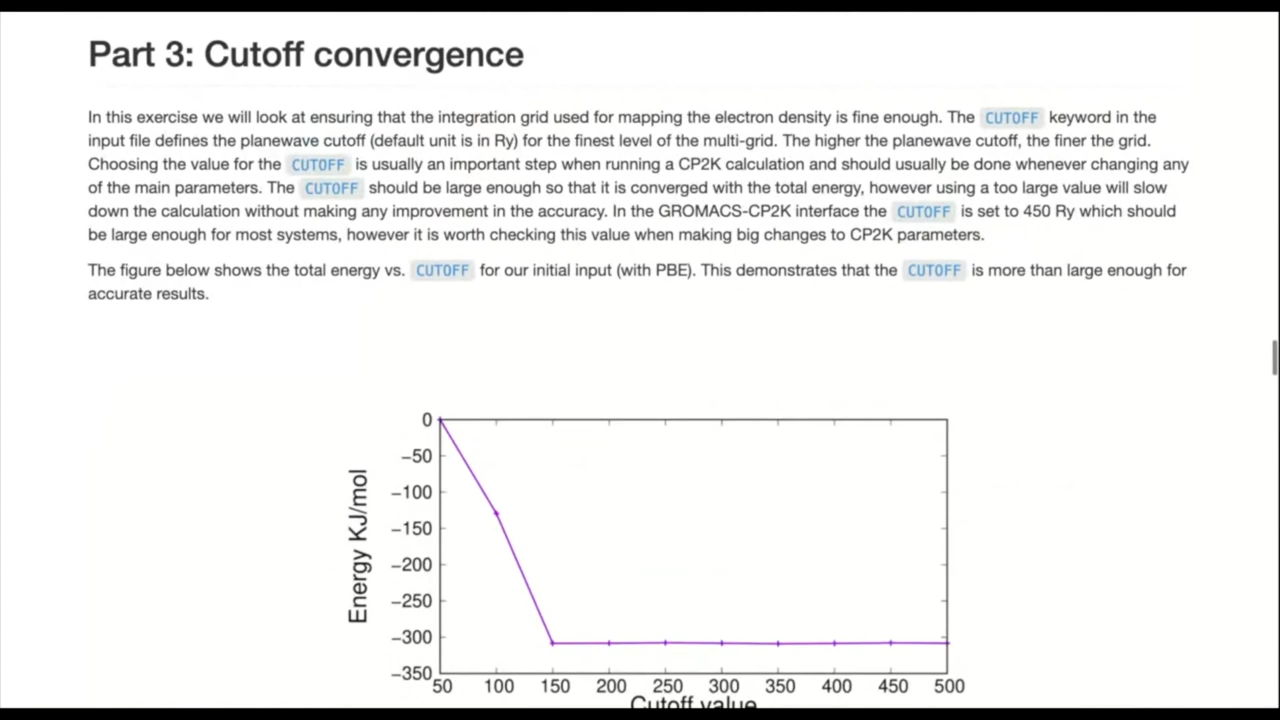 Part 3: Cutoff convergence
In this exercise we will look at ensuring that the integration grid used for mapping the electron density is fine enough. The CUTOFF keyword in the
input file defines the planewave cutoff (default unit is in Ry) for the finest level of the multi-grid. The higher the planewave cutoff, the finer the grid.
Choosing the value for the CUTOFF is usually an important step when running a CP2K calculation and should usually be done whenever changing any
of the main parameters. The CUTOFF should be large enough so that it is converged with the total energy, however using a too large value will slow
down the calculation without making any improvement in the accuracy. In the GROMACS-CP2K interface the CUTOFF is set to 450 Ry which should
be large enough for most systems, however it is worth checking this value when making big changes to CP2K parameters.
The figure below shows the total energy vs. CUTOFF for our initial input (with PBE). This demonstrates that the CUTOFF is more than large enough for
accurate results.
0
−50
−100
−150
−200
−250
−300
−350
Energy KJ/mol
50 100 150 200 250 300 350 400 450 500
Cutoff value